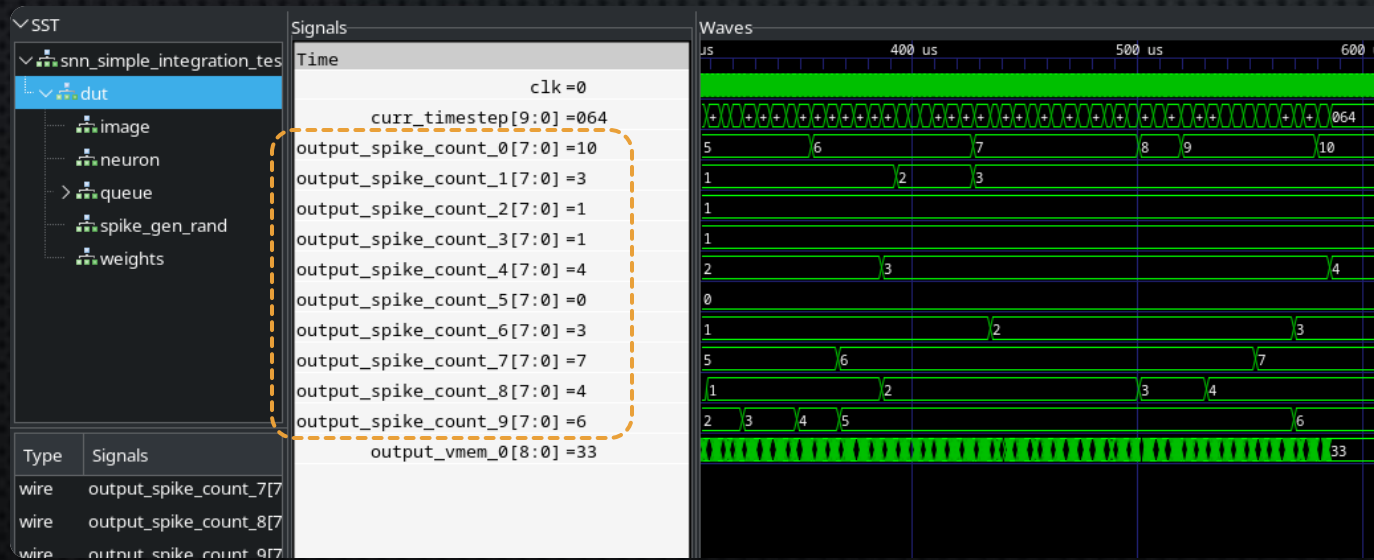 SST
snn_simple_integration_tes
dut
image
neuron
queue
spike_gen_rand
weights
Type Signals
wire output_spike_count_7[7
wire output_spike_count_8[7
wire output_spike_count_9[7
Signals
Time
clk =0
curr_timestep[9:0] =064
output_spike_count_0[7:0] =10
output_spike_count_1[7:0] =3
output_spike_count_2[7:0] =1
output_spike_count_3[7:0] =1
output_spike_count_4[7:0] =4
output_spike_count_5[7:0] =0
output_spike_count_6[7:0] =3
output_spike_count_7[7:0] =7
output_spike_count_8[7:0] =4
output_spike_count_9[7:0] =6
output_vmem_0[8:0] =33
Waves
us 400 us 500 us 600
064
5 6 7 8 9 10
1 2 3
1
1
2 3 4
0
1 2 3
5 6 7
1 2 3 4
2 3 4 5 6
33